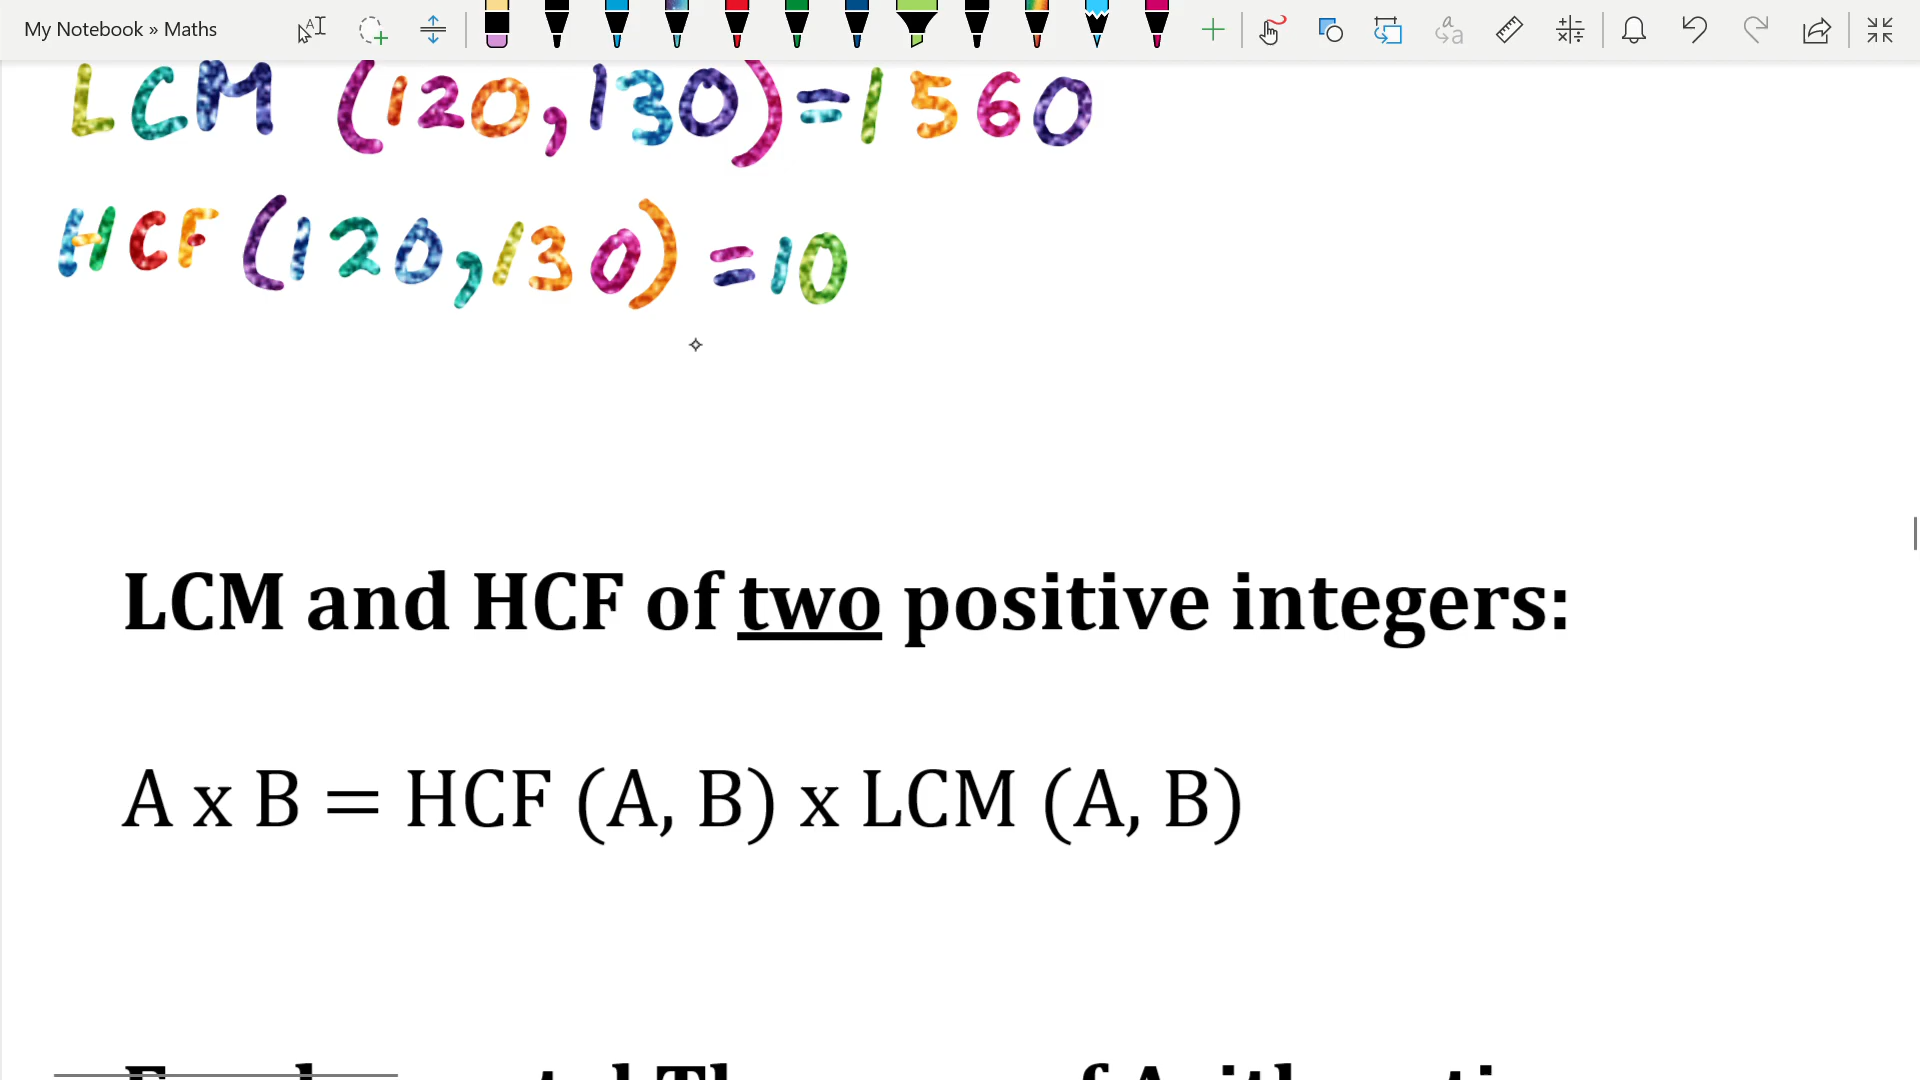 My Notebook » Maths
LCM (120,130)=1560
HCF (120,130)=10
LCM and HCF of two positive integers:
A x B = HCF (A, B) x LCM (A, B)